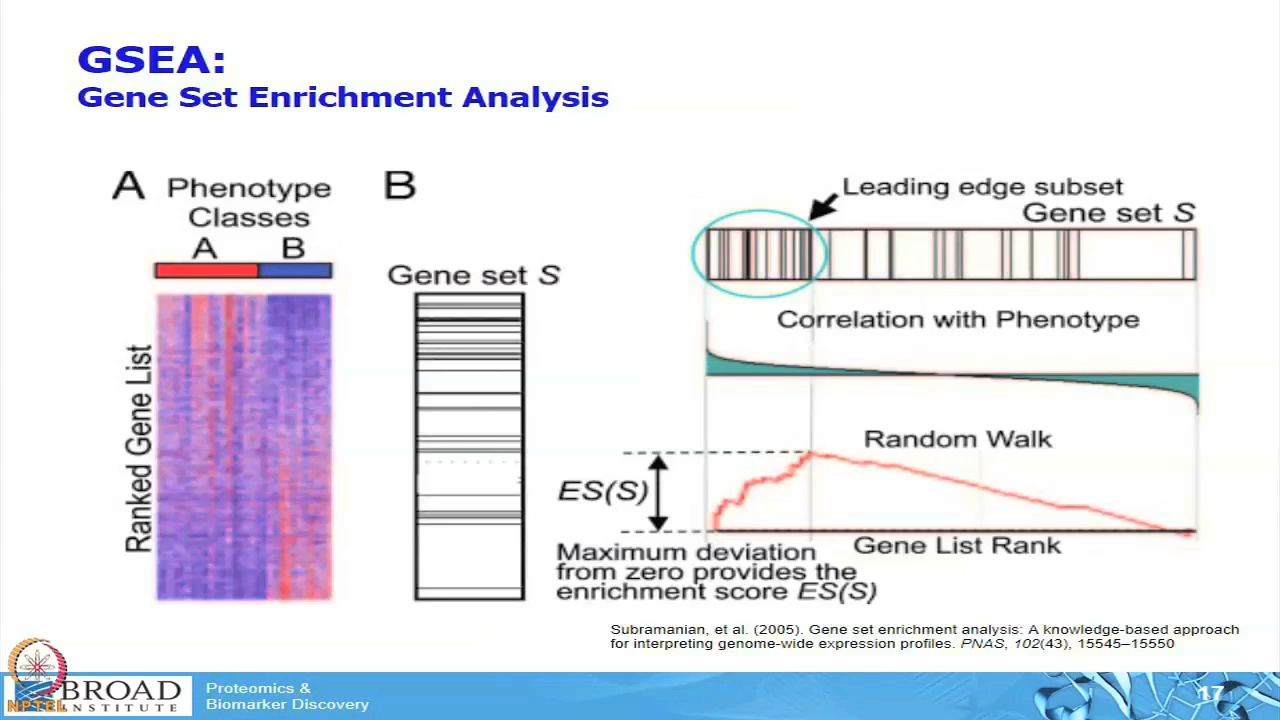 GSEA:
Gene Set Enrichment Analysis
A
Phenotype
Classes
A B
Ranked Gene List
B
Gene set S
Leading edge subset
Gene set S
Correlation with Phenotype
Random Walk
ES(S)
Gene List Rank
Maximum deviation
from zero provides the
enrichment score ES(S)
Subramanian, et al. (2005). Gene set enrichment analysis: A knowledge-based approach
for interpreting genome-wide expression profiles. PNAS, 102(43), 15545–15550
BROAD
INSTITUTE
NPTEL
Proteomics &
Biomarker Discovery
17